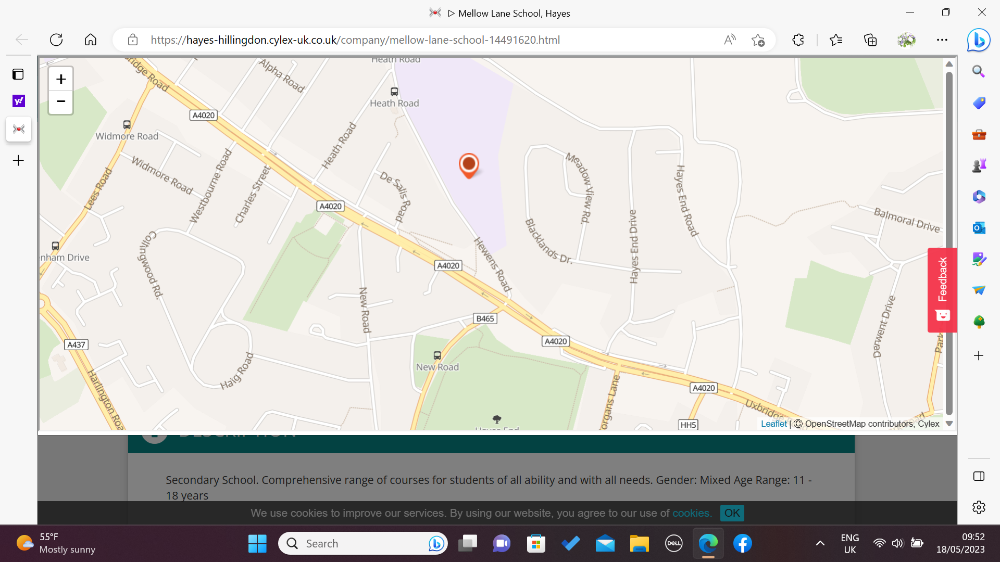 Mellow Lane School, Hayes
https://hayes-hillingdon.cylex-uk.co.uk/company/mellow-lane-school-14491620.html
Heath Road
bridge Road
Alpha Road
+
−
A4020
Heath Road
Widmore Road
Heath Road
Widmore Road
Westbourne Road
Charles Street
Lees Road
De Salis Road
Meadow View Rd.
Hayes End Road
A4020
Balmoral Drive
Blacklands Dr.
Hayes End Drive
Collingwood Rd.
nham Drive
Hewens Road
A4020
Feedback
New Road
B465
Derwent Drive
A4020
A437
Park
New Road
Haig Road
Harlington Roa
organs Lane
A4020
Uxbridge
Hayes End
HH5
Leaflet | © OpenStreetMap contributors, Cylex
DESCRIPTION
Secondary School. Comprehensive range of courses for students of all ability and with all needs. Gender: Mixed Age Range: 11 -
18 years
We use cookies to improve our services. By using our website, you agree to our use of cookies. OK
55°F
Mostly sunny
Search
DELL
ENG
UK
09:52
18/05/2023